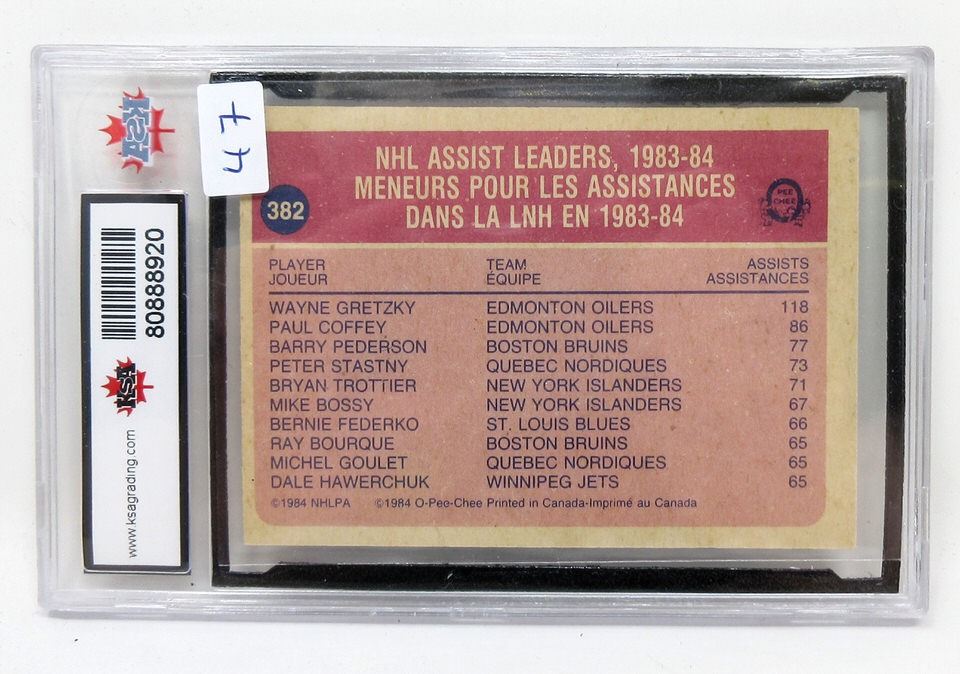 KSA
47
80888920
KSA
www.ksagrading.com
NHL ASSIST LEADERS, 1983-84
MENEURS POUR LES ASSISTANCES
DANS LA LNH EN 1983-84
382
O
PEE
CHEE
PLAYER TEAM ASSISTS
JOUEUR ÉQUIPE ASSISTANCES
WAYNE GRETZKY EDMONTON OILERS 118
PAUL COFFEY EDMONTON OILERS 86
BARRY PEDERSON BOSTON BRUINS 77
PETER STASTNY QUEBEC NORDIQUES 73
BRYAN TROTTIER NEW YORK ISLANDERS 71
MIKE BOSSY NEW YORK ISLANDERS 67
BERNIE FEDERKO ST. LOUIS BLUES 66
RAY BOURQUE BOSTON BRUINS 65
MICHEL GOULET QUEBEC NORDIQUES 65
DALE HAWERCHUK WINNIPEG JETS 65
©1984 NHLPA ©1984 O-Pee-Chee Printed in Canada-Imprimé au Canada